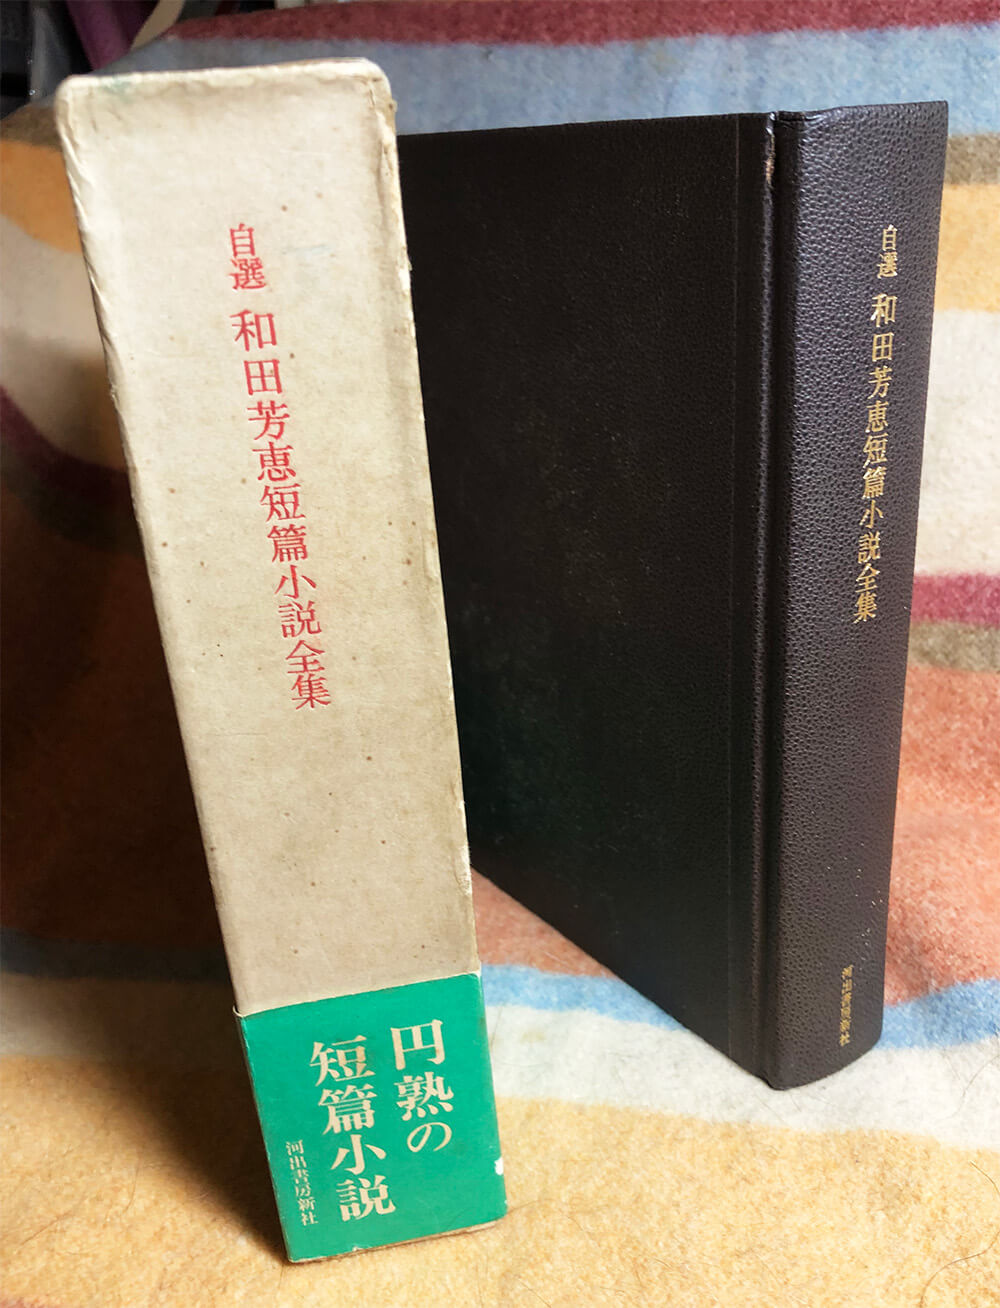 自選 和田芳恵短篇小説全集
円熟の
短篇小説
河出書房新社
自選 和田芳恵短篇小説全集
河出書房新社